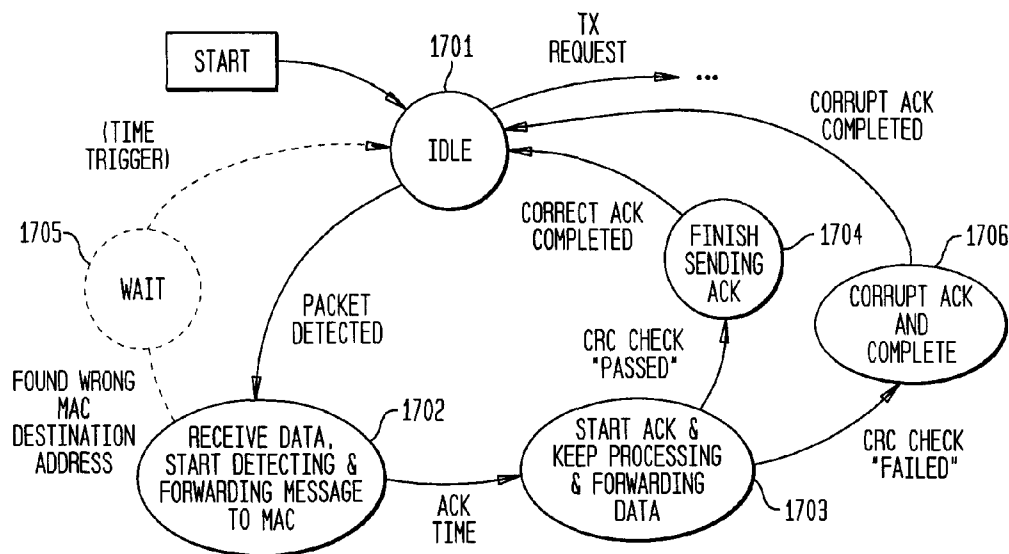 START
1701
TX
REQUEST
...
IDLE
CORRUPT ACK
COMPLETED
(TIME
TRIGGER)
1705
WAIT
PACKET
DETECTED
CORRECT ACK
COMPLETED
FINISH
SENDING
ACK
1704
1706
CORRUPT ACK
AND
COMPLETE
CRC CHECK
"PASSED"
FOUND WRONG
MAC
DESTINATION
ADDRESS
1702
RECEIVE DATA,
START DETECTING &
FORWARDING MESSAGE
TO MAC
ACK
TIME
START ACK &
KEEP PROCESSING
& FORWARDING
DATA
1703
CRC CHECK
"FAILED"